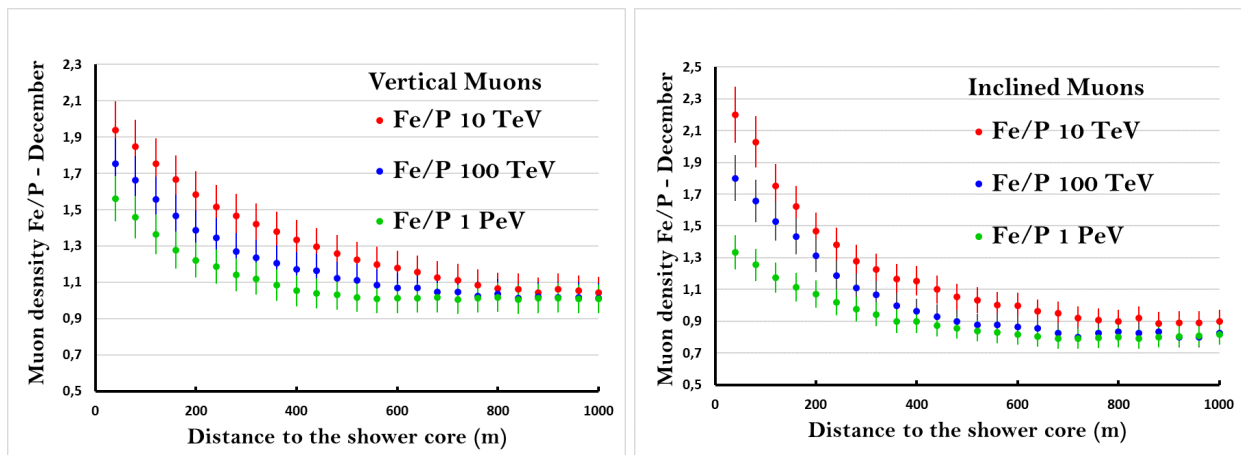 Muon desnity Fe/P - December
2,3
2,1
1,9
1,7
1,5
1,3
1,1
0,9
0,7
0,5
Vertical Muons
Fe/P 10 TeV
Fe/P 100 TeV
Fe/P 1 PeV
0 200 400 600 800 1000
Distance to the shower core (m)
Muon density Fe/P - December
2,5
2,3
2,1
1,9
1,7
1,5
1,3
1,1
0,9
0,7
0,5
Inclined Muons
Fe/P 10 TeV
Fe/P 100 TeV
Fe/P 1 PeV
0 200 400 600 800 1000
Distance to the shower core (m)